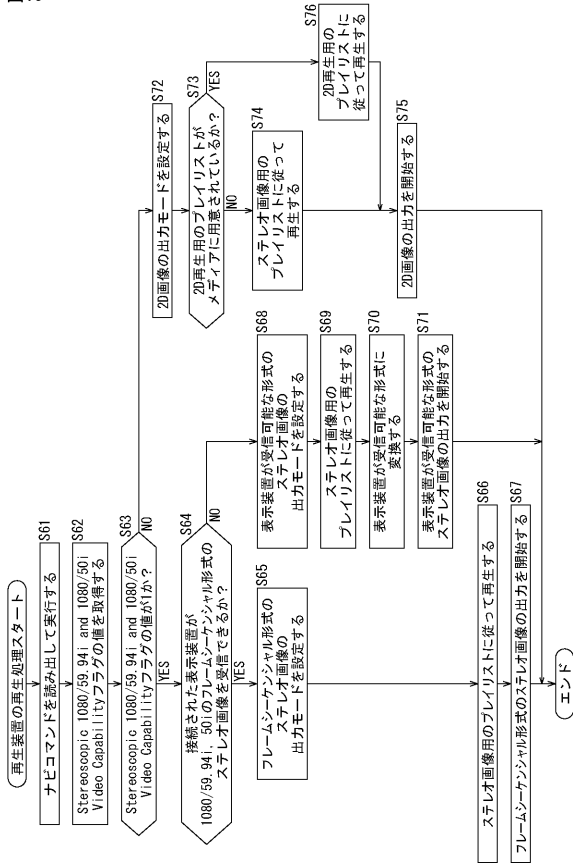 再生装置の再生処理スタート
S61
ナビコマンドを読み出して実行する
S62
Stereoscopic 1080/59.94i and 1080/50i
Video Capabilityフラグの値を取得する
S63
Stereoscopic 1080/59.94i and 1080/50i
Video Capabilityフラグの値が1か?
NO
YES
S64
接続された表示装置が
1080/59.94i、50iのフレームシーケンシャル形式の
ステレオ画像を受信できるか?
NO
YES
S65
フレームシーケンシャル形式の
ステレオ画像の
出力モードを設定する
S66
ステレオ画像用のプレイリストに従って再生する
S67
フレームシーケンシャル形式のステレオ画像の出力を開始する
S68
表示装置が受信可能な形式の
ステレオ画像の
出力モードを設定する
S69
ステレオ画像用の
プレイリストに従って再生する
S70
表示装置が受信可能な形式に
変換する
S71
表示装置が受信可能な形式の
ステレオ画像の出力を開始する
S72
2D画像の出力モードを設定する
S73
2D再生用のプレイリストが
メディアに用意されているか?
YES
NO
S74
ステレオ画像用の
プレイリストに従って
再生する
S76
2D再生用の
プレイリストに
従って再生する
S75
2D画像の出力を開始する
エンド